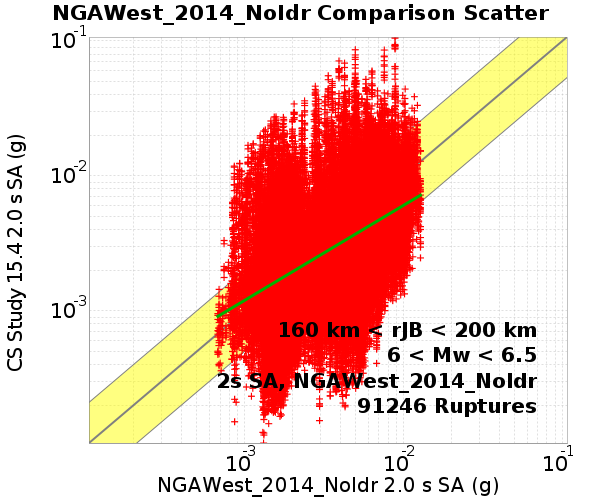 NGAWest_2014_NoIdr Comparison Scatter
10-1
10-2
10-3
CS Study 15.4 2.0 s SA (g)
160 km < rJB < 200 km
6 < Mw < 6.5
2s SA, NGAWest_2014_NoIdr
91246 Ruptures
10-3
10-2
10-1
NGAWest_2014_NoIdr 2.0 s SA (g)